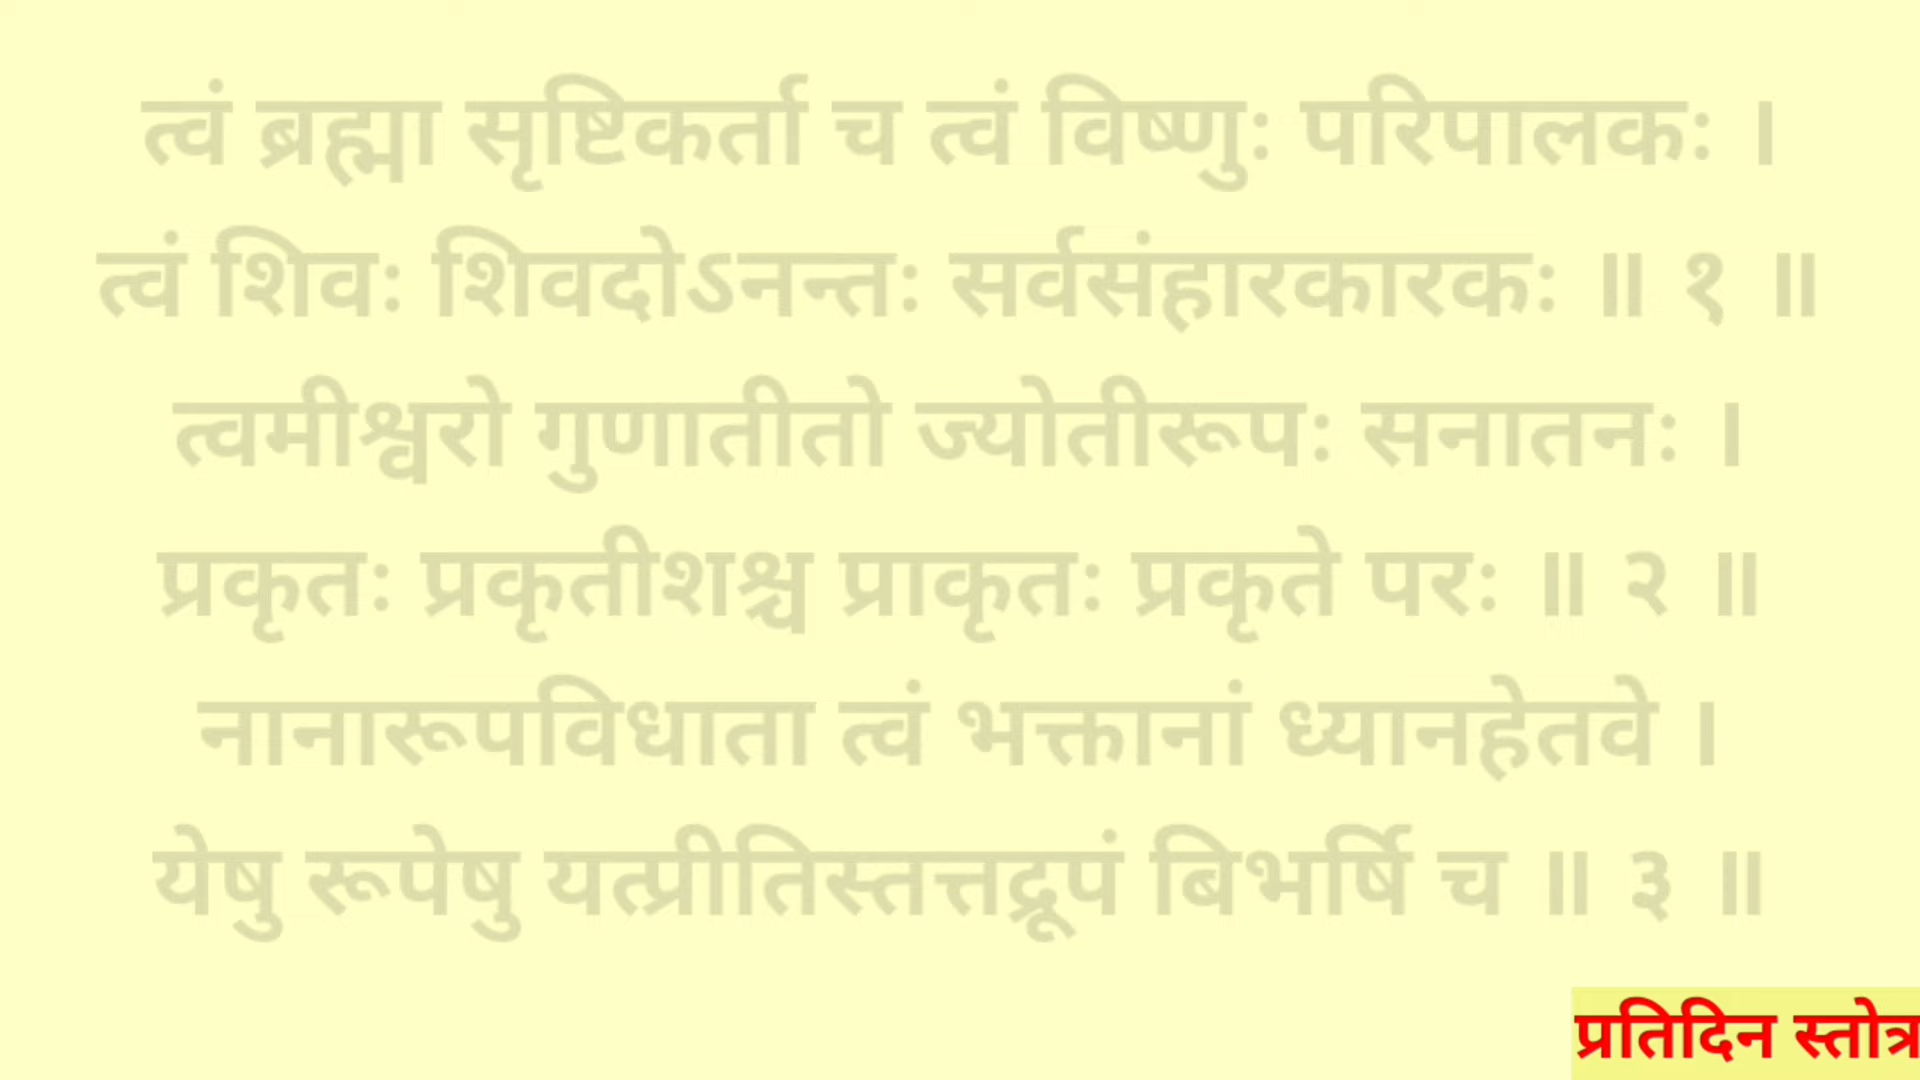 त्वं ब्रह्मा सृष्टिकर्ता च त्वं विष्णुः परिपालकः ।
त्वं शिवः शिवदोऽनन्तः सर्वसंहारकारकः ॥ १ ॥
त्वमीश्वरो गुणातीतो ज्योतीरूपः सनातनः ।
प्रकृतः प्रकृतीशश्च प्राकृतः प्रकृते परः ॥ २ ॥
नानारूपविधाता त्वं भक्तानां ध्यानहेतवे ।
येषु रूपेषु यत्प्रीतिस्तत्तद्रूपं बिभर्षि च ॥ ३ ॥
प्रतिदिन स्तोत्र